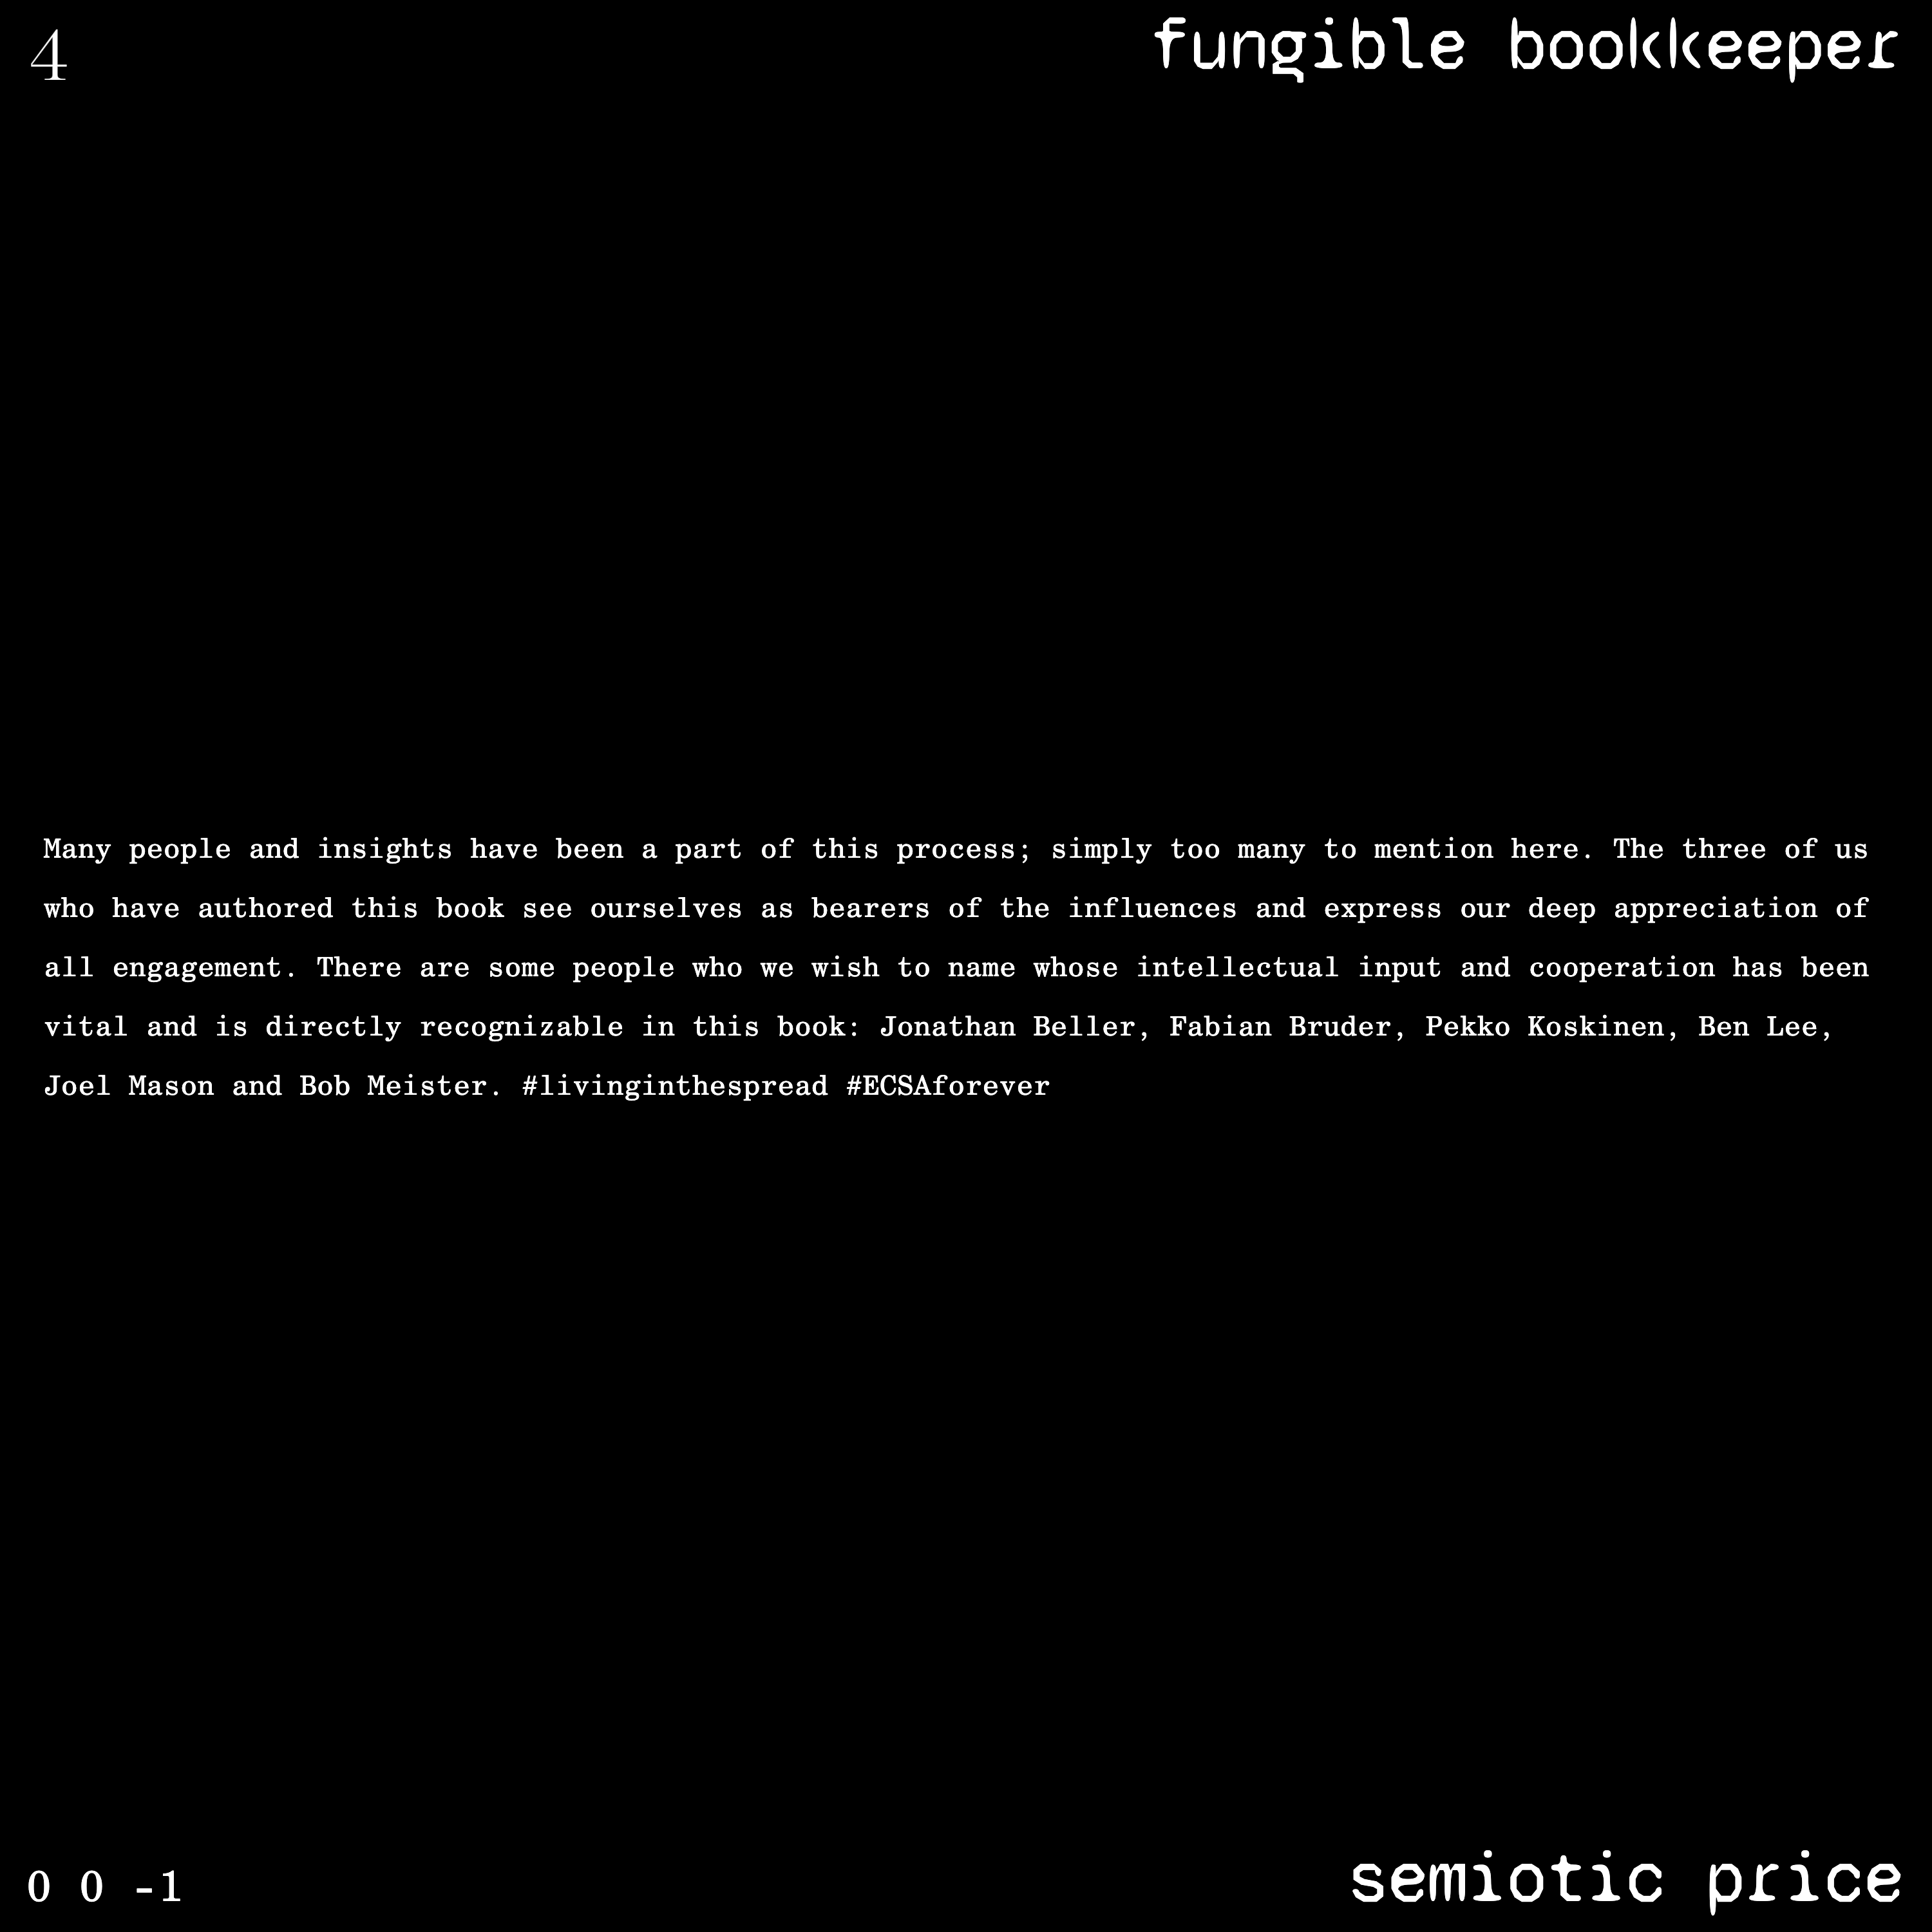 4
fungible bookkeeper
Many people and insights have been a part of this process; simply too many to mention here. The three of us
who have authored this book see ourselves as bearers of the influences and express our deep appreciation of
all engagement. There are some people who we wish to name whose intellectual input and cooperation has been
vital and is directly recognizable in this book: Jonathan Beller, Fabian Bruder, Pekko Koskinen, Ben Lee,
Joel Mason and Bob Meister. #livinginthespread #ECSAforever
0 0 -1
semiotic price